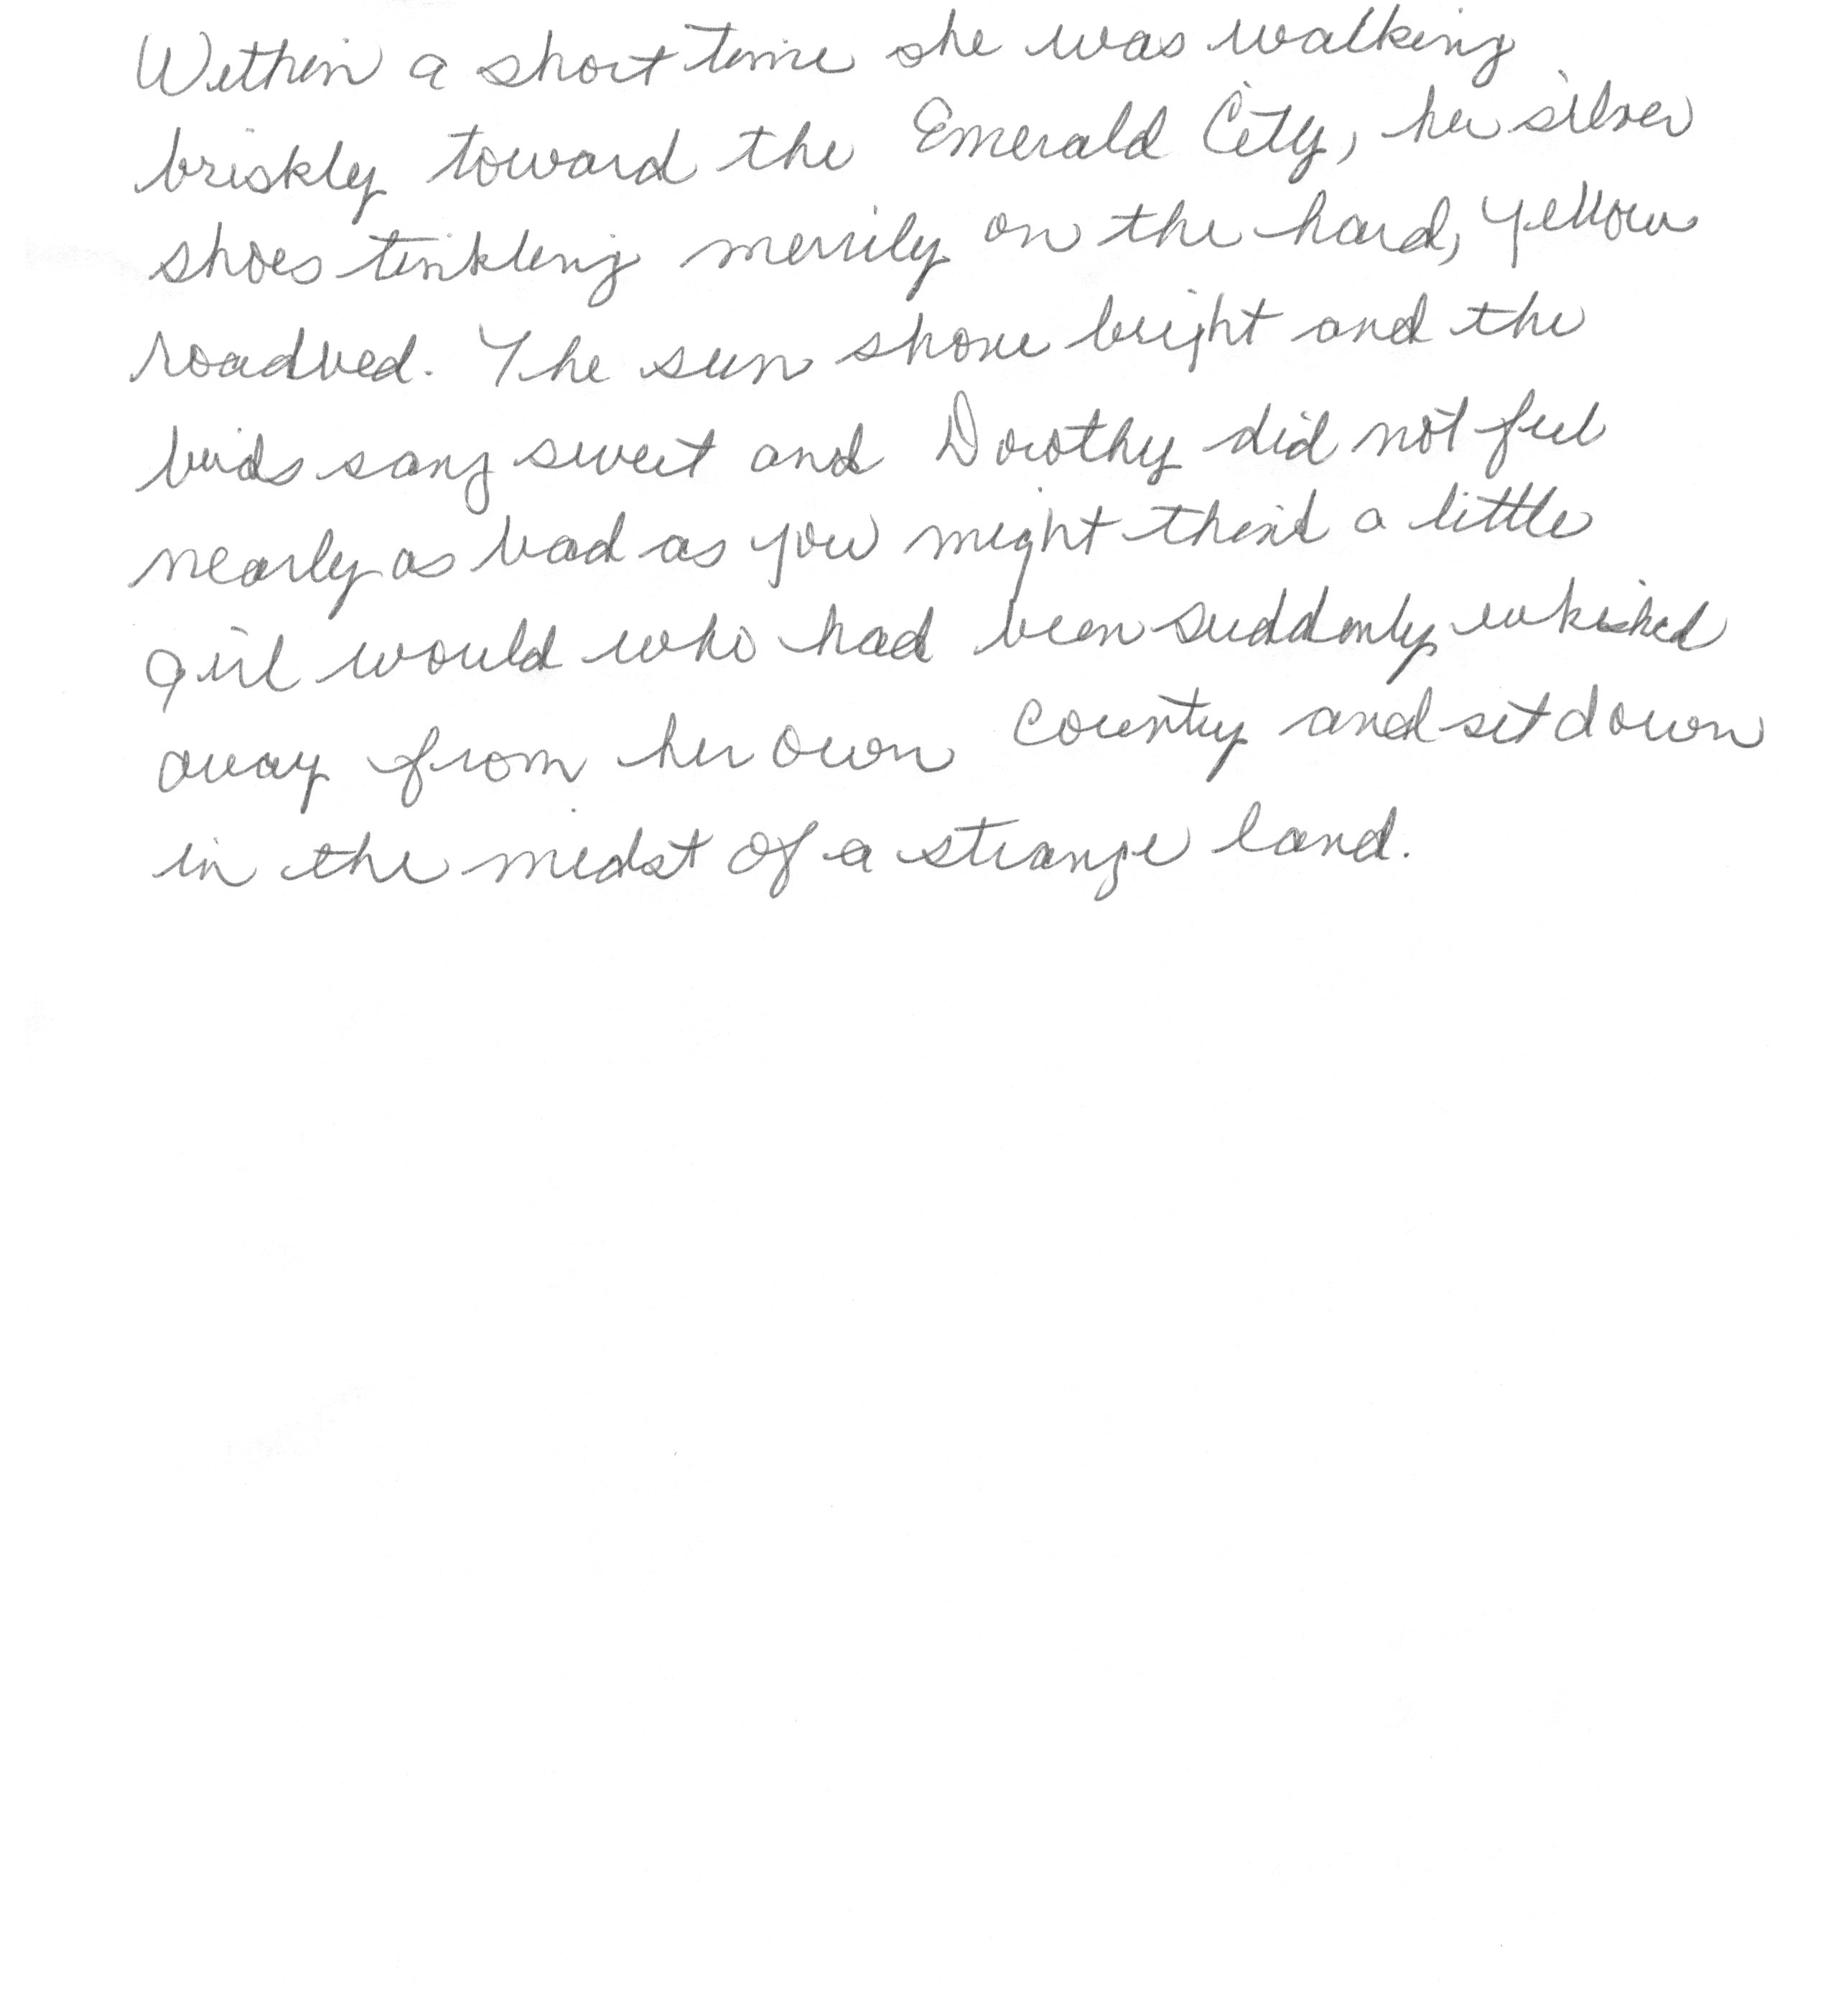 Within a short time she was walking
briskly toward the Emerald City, her silver
shoes tinkling merrily on the hard, yellow
roadbed. The sun shone bright and the
birds sang sweet and Dorothy did not feel
nearly as bad as you might think a little
girl would who had been suddenly whisked
away from her own country and set down
in the midst of a strange land.